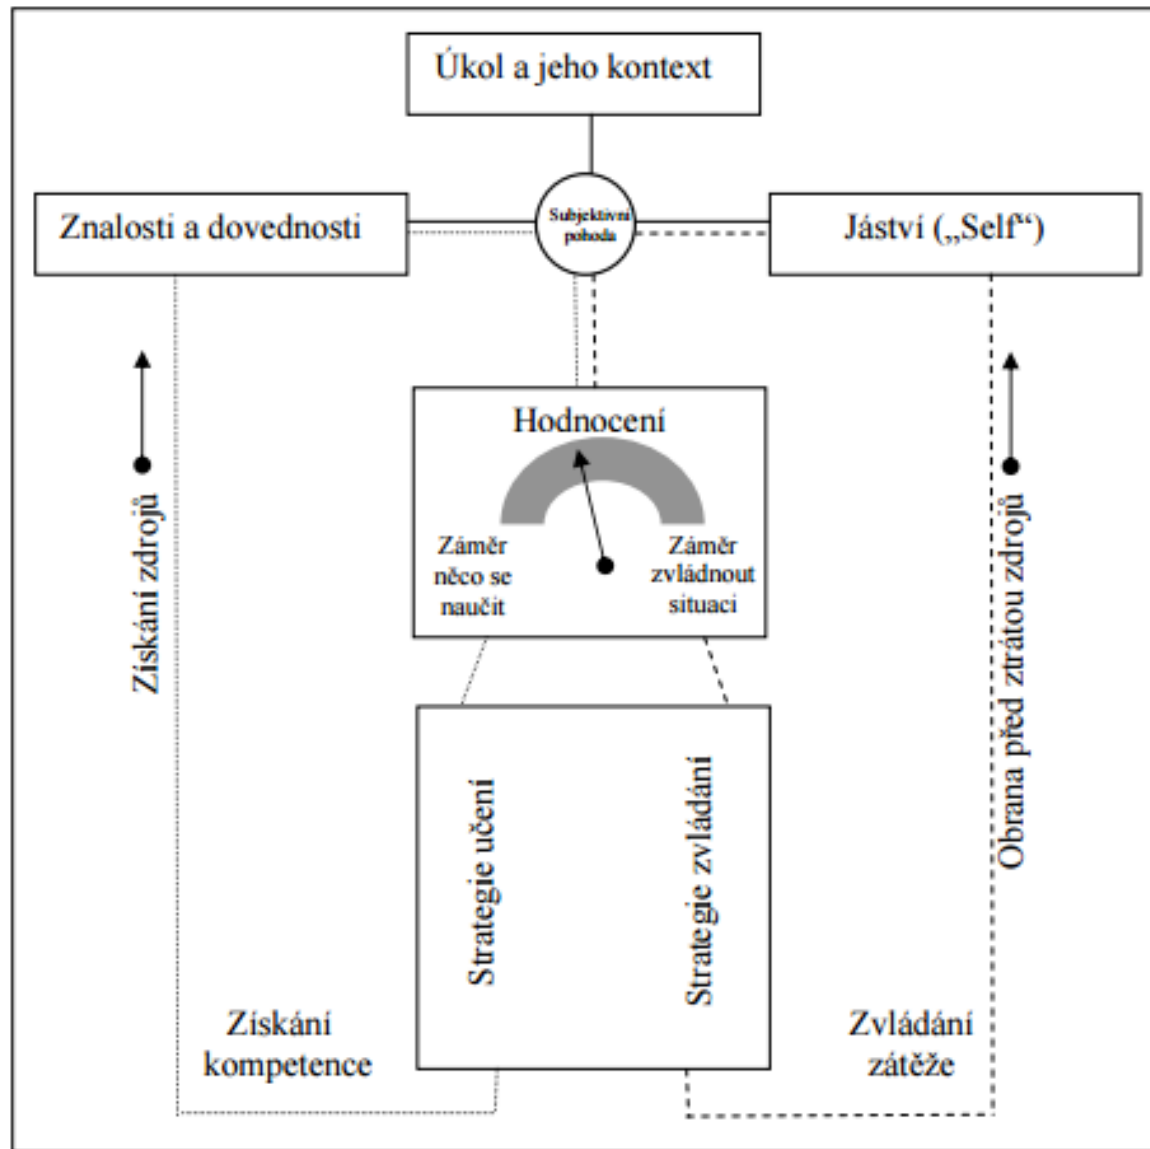 Úkol a jeho kontext
Znalosti a dovednosti
Subjektivní
pohoda
Jáství („Self“)
Hodnocení
Záměr
něco se
naučit
Záměr
zvládnout
situaci
Získání zdrojů
Obrana před ztrátou zdrojů
Strategie učení
Strategie zvládání
Získání
kompetence
Zvládání
zátěže